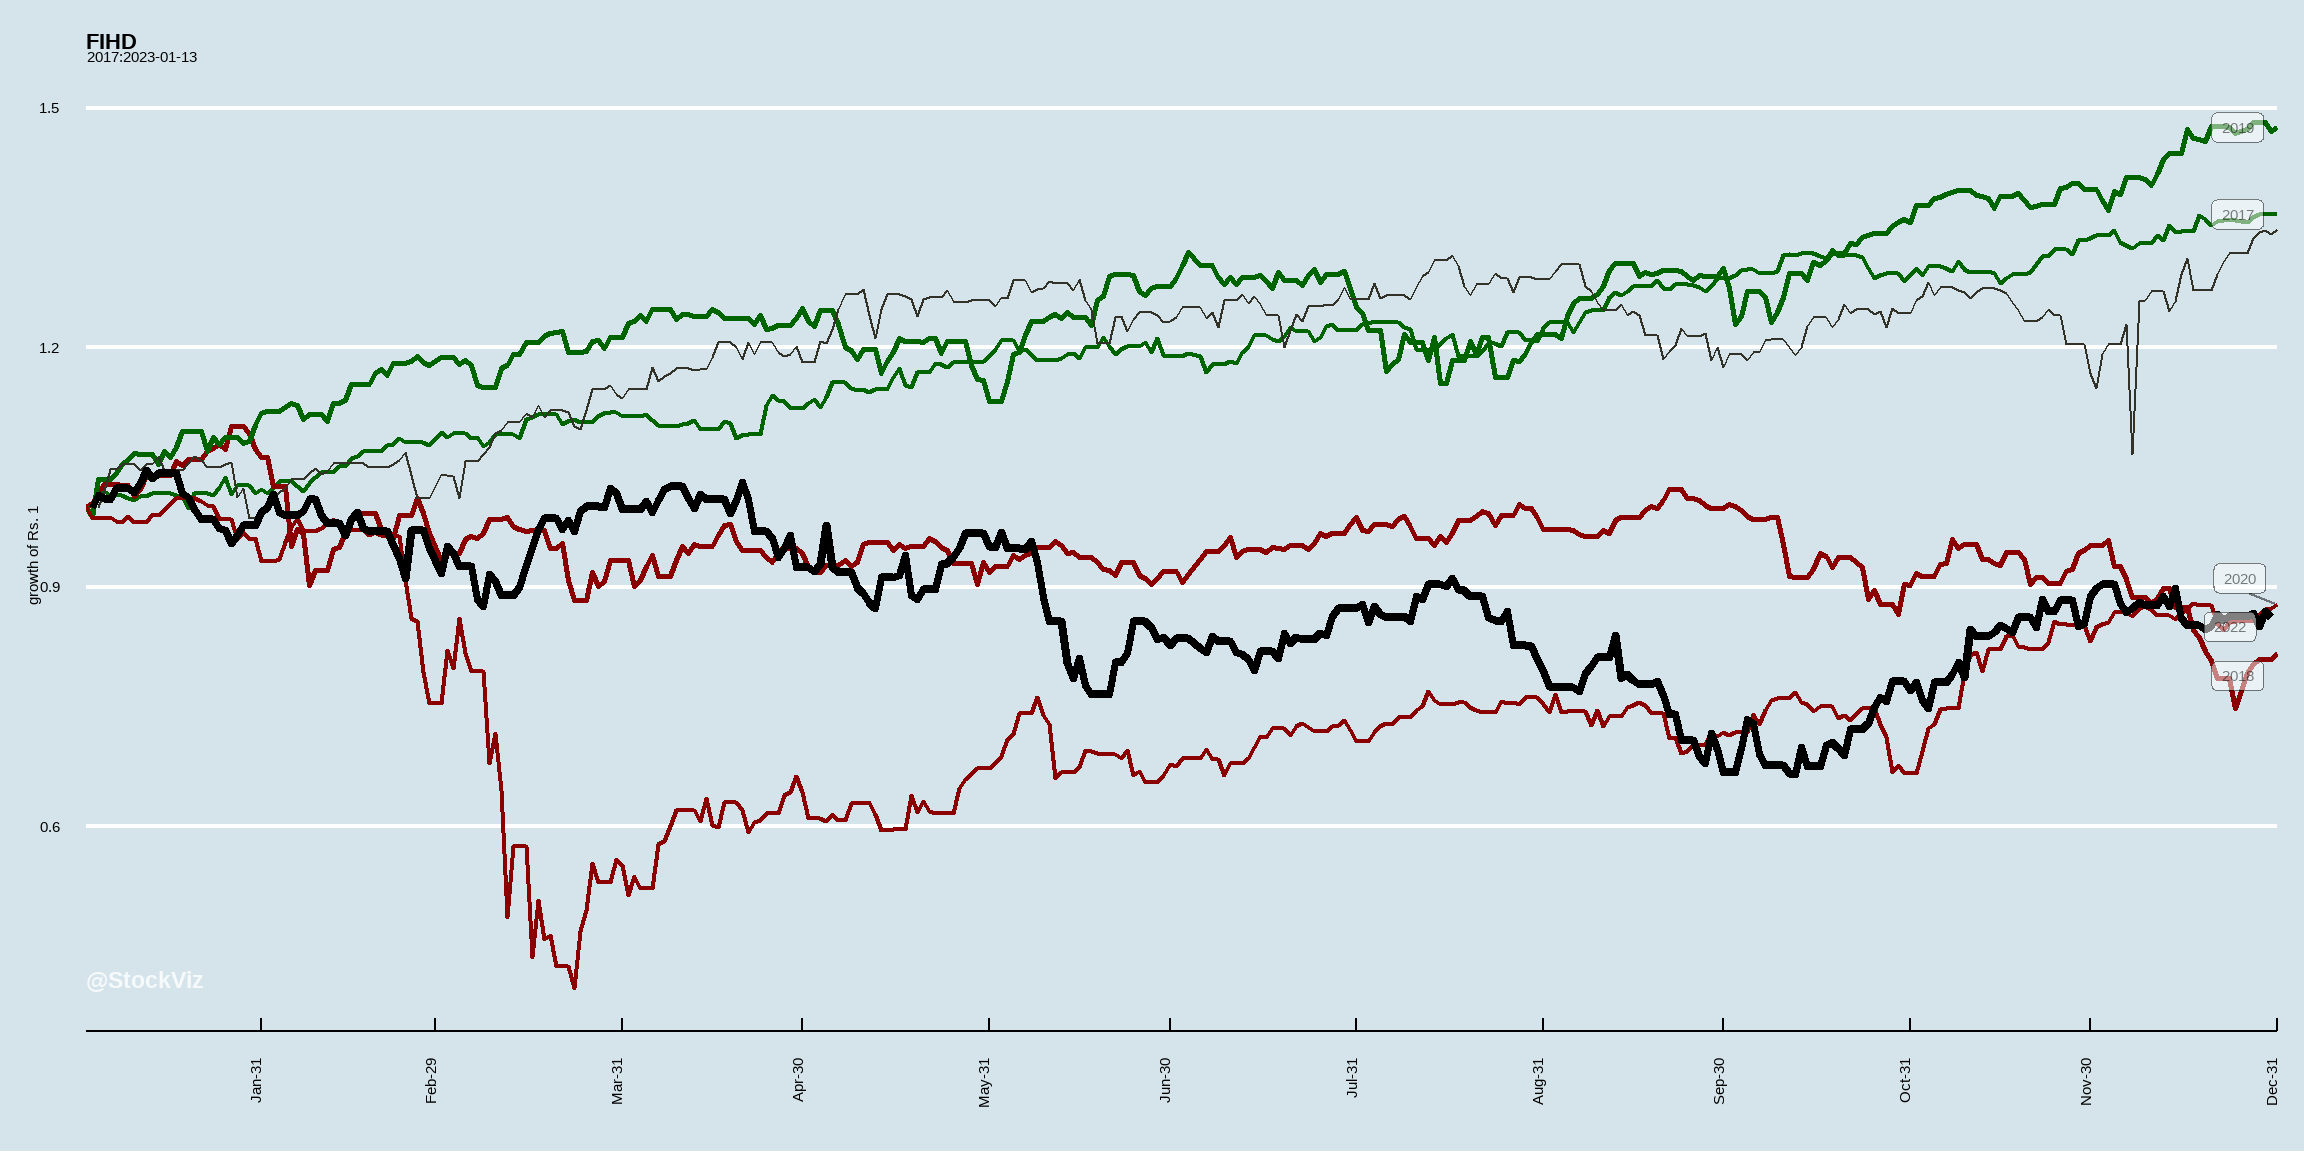 FIHD
2017:2023-01-13
growth of Rs. 1
1.5
1.2
0.9
0.6
2019
2017
2020
2022
2018
@StockViz
Jan-31
Feb-29
Mar-31
Apr-30
May-31
Jun-30
Jul-31
Aug-31
Sep-30
Oct-31
Nov-30
Dec-31